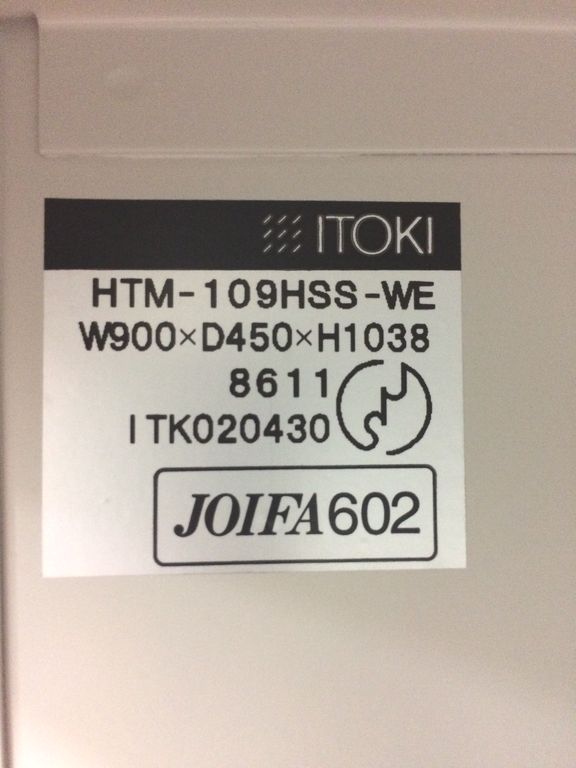 ITOKI
HTM-109HSS-WE
W900×D450×H1038
8611
ITK020430
JOIFA602